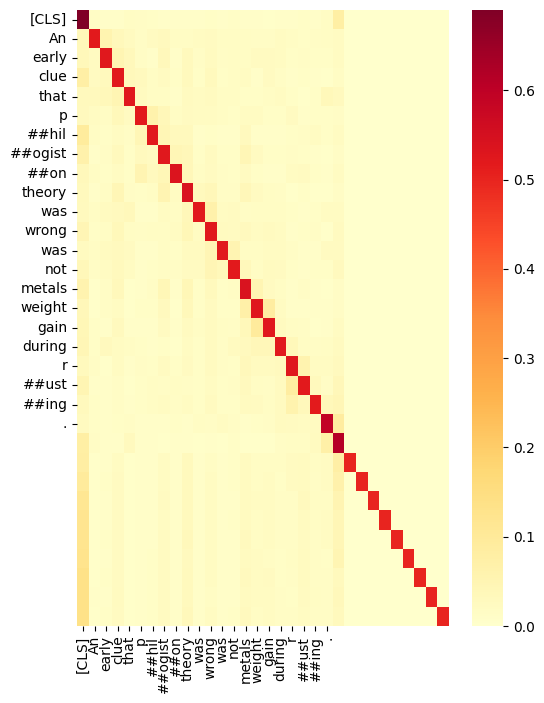 [CLS]
An
early
clue
that
p
##hil
##ogist
##on
theory
was
wrong
was
not
metals
weight
gain
during
r
##ust
##ing
.
[CLS]
An
early
clue
that
p
##hil
##ogist
##on
theory
was
wrong
was
not
metals
weight
gain
during
r
##ust
##ing
.
0.6
0.5
0.4
0.3
0.2
0.1
0.0